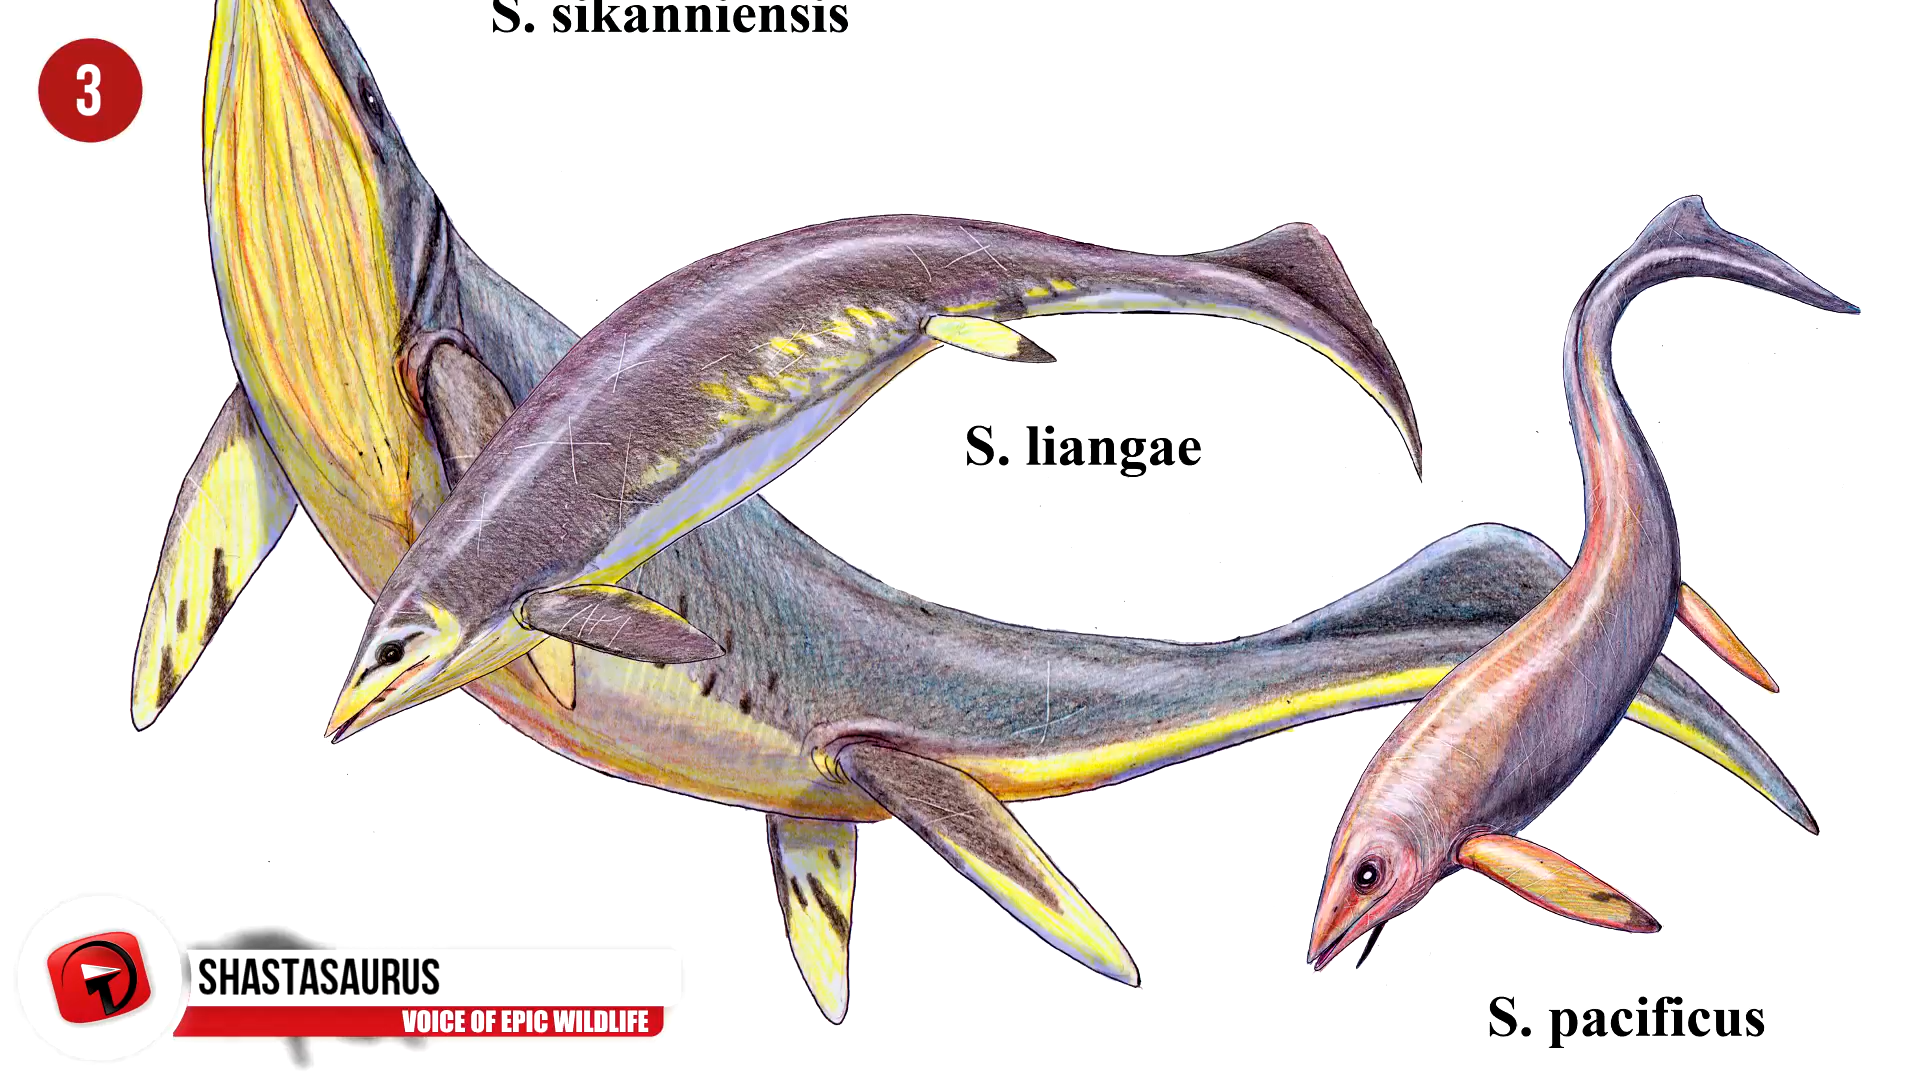 S. sikanniensis
3
S. liangae
SHASTASAURUS
VOICE OF EPIC WILDLIFE
S. pacificus